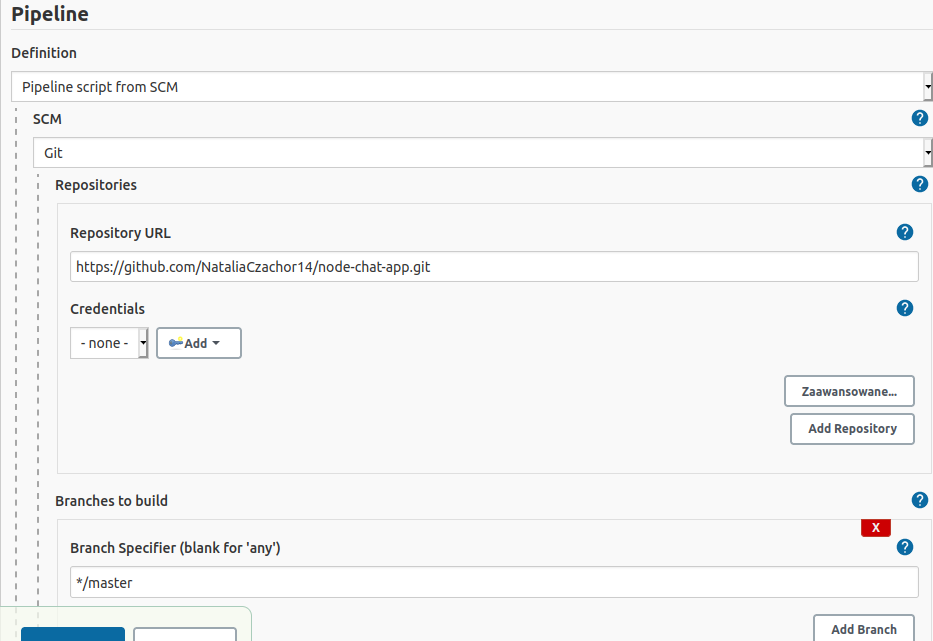 Pipeline
Definition
Pipeline script from SCM
SCM
Git
Repositories
Repository URL
https://github.com/NataliaCzachor14/node-chat-app.git
Credentials
- none -
Add
Zaawansowane...
Add Repository
Branches to build
X
Branch Specifier (blank for 'any')
*/master
Add Branch